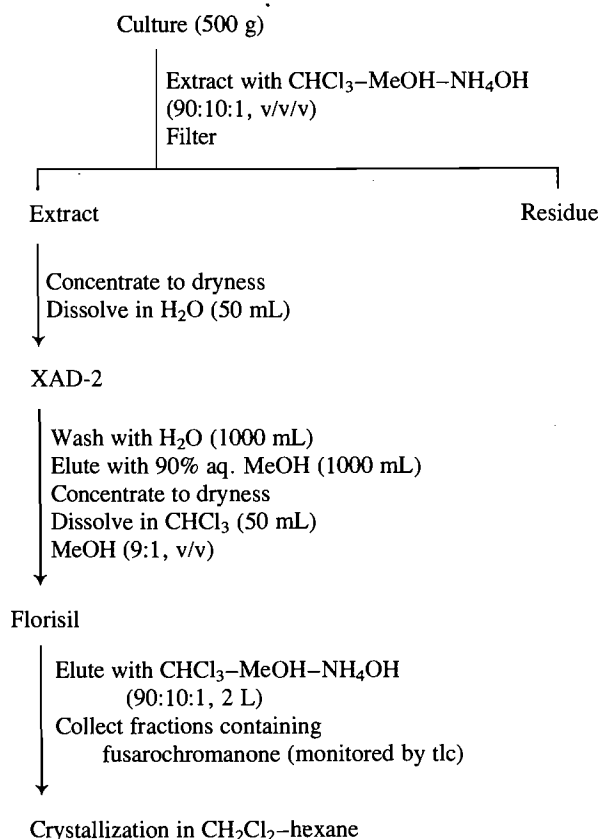 Culture (500 g)
Extract with CHCl₃–MeOH–NH₄OH
(90:10:1, v/v/v)
Filter
Extract
Residue
Concentrate to dryness
Dissolve in H₂O (50 mL)
XAD-2
Wash with H₂O (1000 mL)
Elute with 90% aq. MeOH (1000 mL)
Concentrate to dryness
Dissolve in CHCl₃ (50 mL)
MeOH (9:1, v/v)
Florisil
Elute with CHCl₃–MeOH–NH₄OH
(90:10:1, 2 L)
Collect fractions containing
fusarochromanone (monitored by tlc)
Crystallization in CH₂Cl₂–hexane